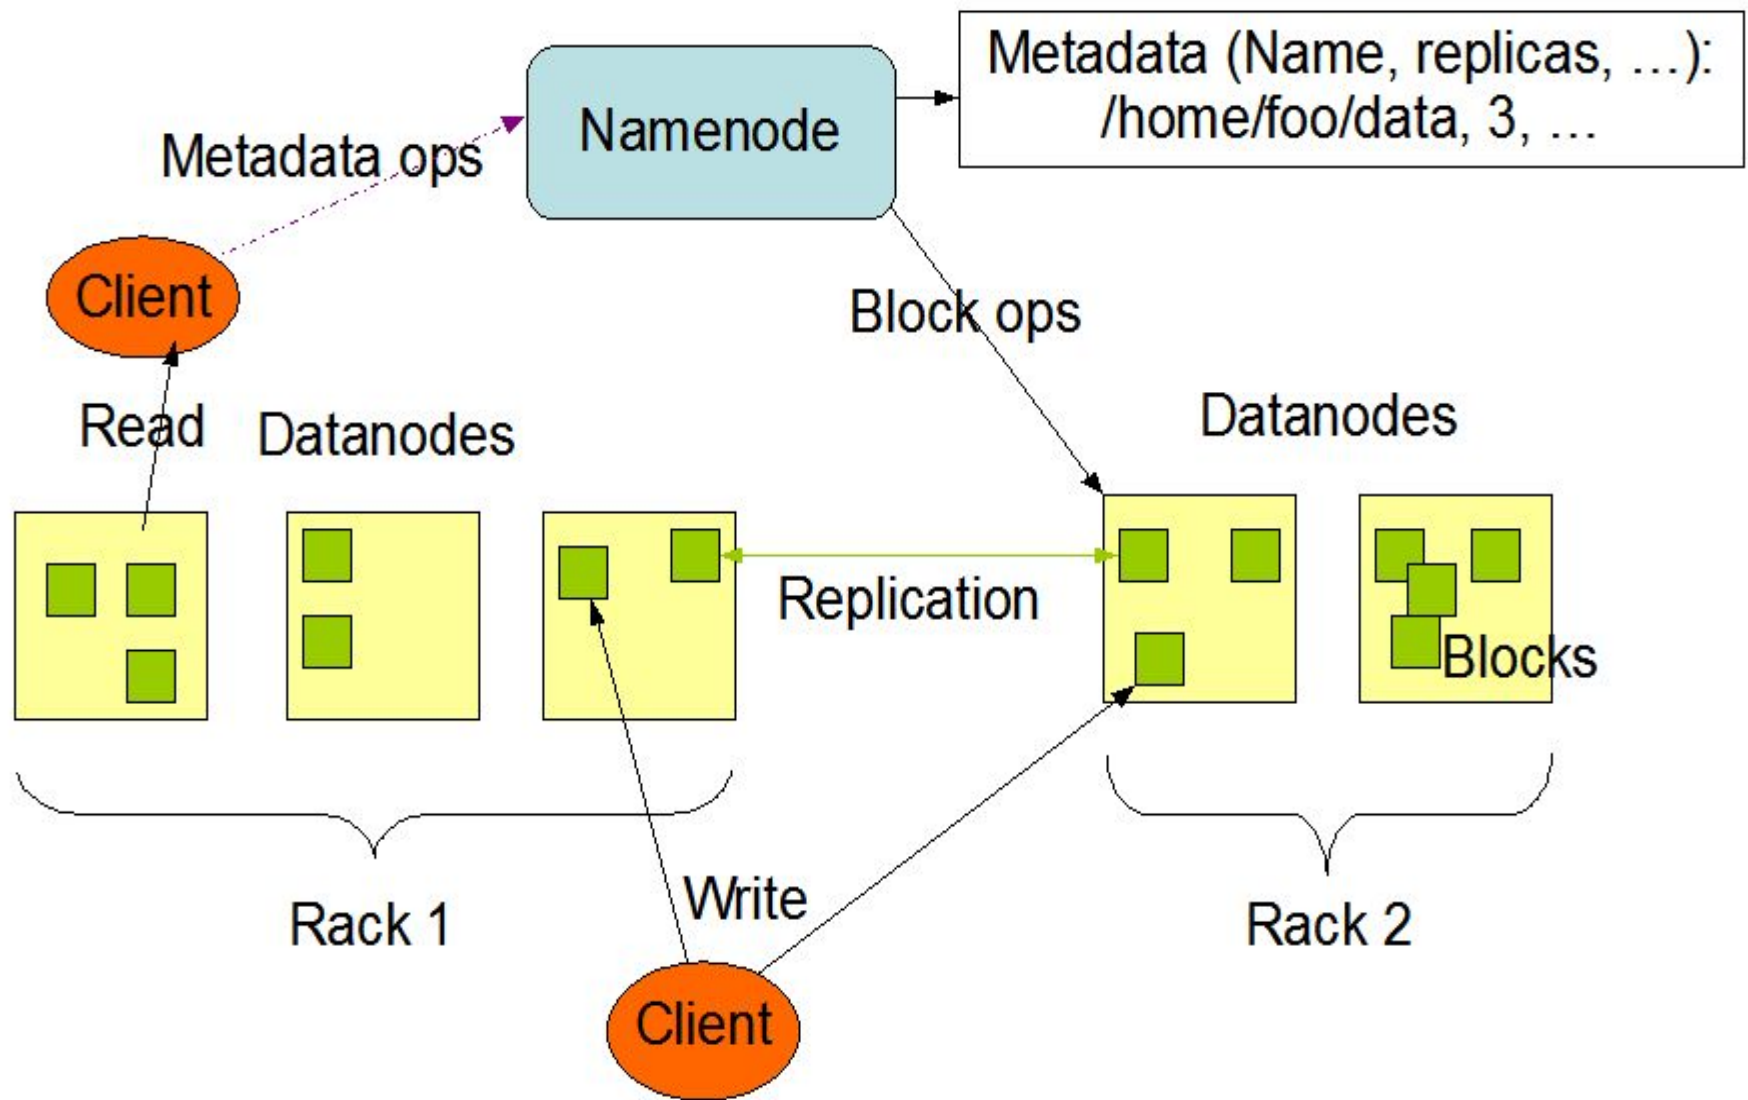 Metadata (Name, replicas, …):
/home/foo/data, 3, …
Namenode
Metadata ops
Client
Block ops
Read
Datanodes
Datanodes
Replication
Blocks
Rack 1
Write
Rack 2
Client